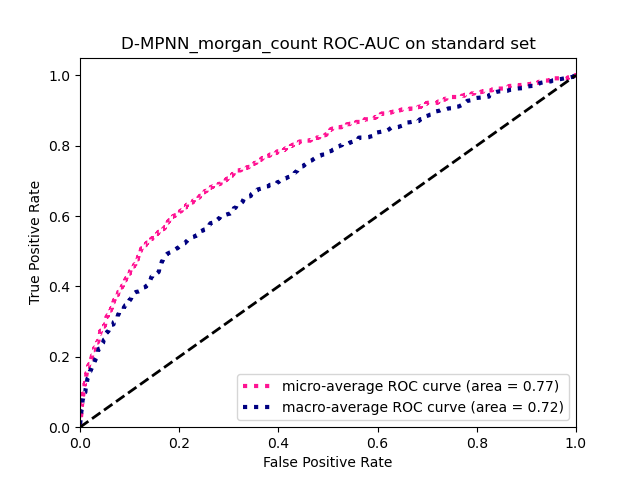 D-MPNN_morgan_count ROC-AUC on standard set
True Positive Rate
1.0
0.8
0.6
0.4
0.2
0.0
micro-average ROC curve (area = 0.77)
macro-average ROC curve (area = 0.72)
0.0 0.2 0.4 0.6 0.8 1.0
False Positive Rate